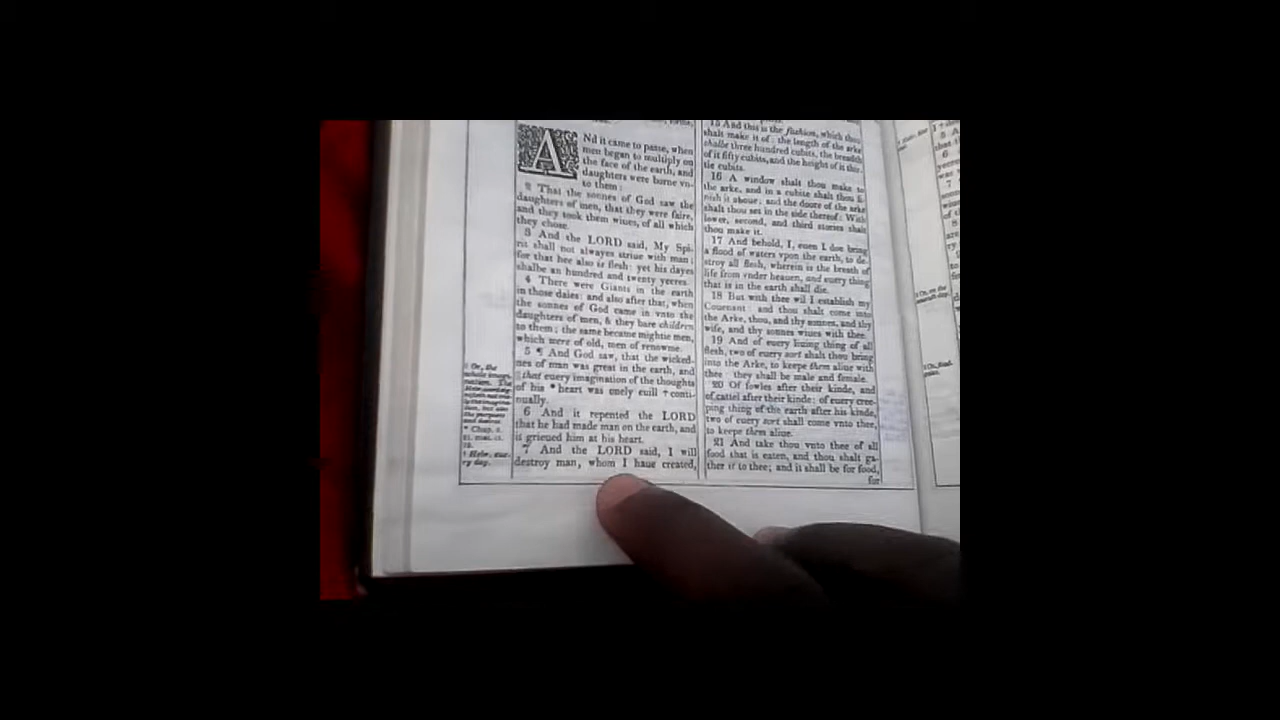 ANd it came to passe, when
men began to multiply on
the face of the earth, and
daughters were borne vn-
to them:
2 That the sonnes of God saw the
daughters of men, that they were faire,
and they took them wiues, of all which
they chose.
3 And the LORD said, My Spi-
rit shall not alwayes striue with man;
for that hee also is flesh: yet his dayes
shalbe an hundred and twenty yeeres.
4 There were Giants in the earth
in those daies: and also after that, when
the sonnes of God came in vnto the
daughters of men, & they bare children
to them; the same became mightie men,
which were of old, men of renowne.
5 ¶ And God saw, that the wicked-
nes of man was great in the earth, and
that euery imagination of the thoughts
of his * heart was onely euill † conti-
nually.
6 And it repented the LORD
that he had made man on the earth, and
it grieued him at his heart.
7 And the LORD said, I will
destroy man, whom I haue created,
|| Or, the
whole imagi-
nation. The
* Chap. 8.
† Hebr. eue-
ry day.
15 And this is the fashion, which thou
shalt make it of: the length of the arke
shalbe three hundred cubits, the breadth
of it fifty cubits, and the height of it thir-
tie cubits.
16 A window shalt thou make to
the arke, and in a cubite shalt thou fi-
nish it aboue; and the doore of the arke
shalt thou set in the side thereof: With
lower, second, and third stories shalt
thou make it.
17 And behold, I, euen I doe bring
a flood of waters vpon the earth, to de-
stroy all flesh, wherein is the breath of
life from vnder heauen, and euery thing
that is in the earth shall die.
18 But with thee wil I establish my
Couenant: and thou shalt come into
the Arke, thou, and thy sonnes, and thy
wife, and thy sonnes wiues with thee.
19 And of euery liuing thing of all
flesh, two of euery sort shalt thou bring
into the Arke, to keepe them aliue with
thee: they shall be male and female.
20 Of fowles after their kinde, and
of cattel after their kinde: of euery cree-
ping thing of the earth after his kinde,
two of euery sort shall come vnto thee,
to keepe them aliue.
21 And take thou vnto thee of all
food that is eaten, and thou shalt ga-
ther it to thee; and it shall be for food,
for